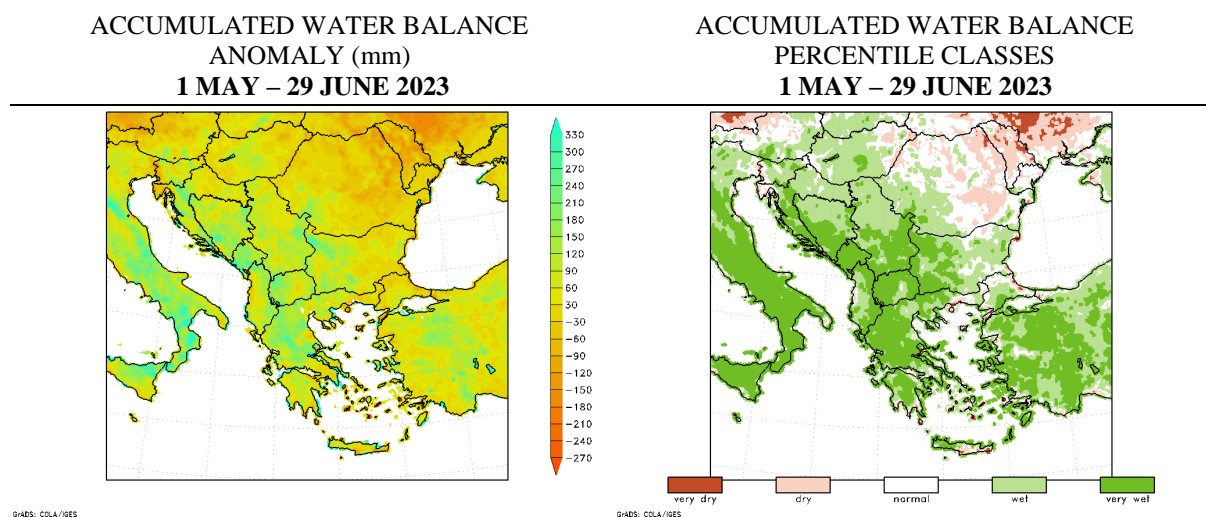 ACCUMULATED WATER BALANCE
ANOMALY (mm)
1 MAY – 29 JUNE 2023
330
300
270
240
210
180
150
120
90
60
30
−30
−60
−90
−120
−150
−180
−210
−240
−270
GrADS: COLA/IGES
ACCUMULATED WATER BALANCE
PERCENTILE CLASSES
1 MAY – 29 JUNE 2023
very dry
dry
normal
wet
very wet
GrADS: COLA/IGES